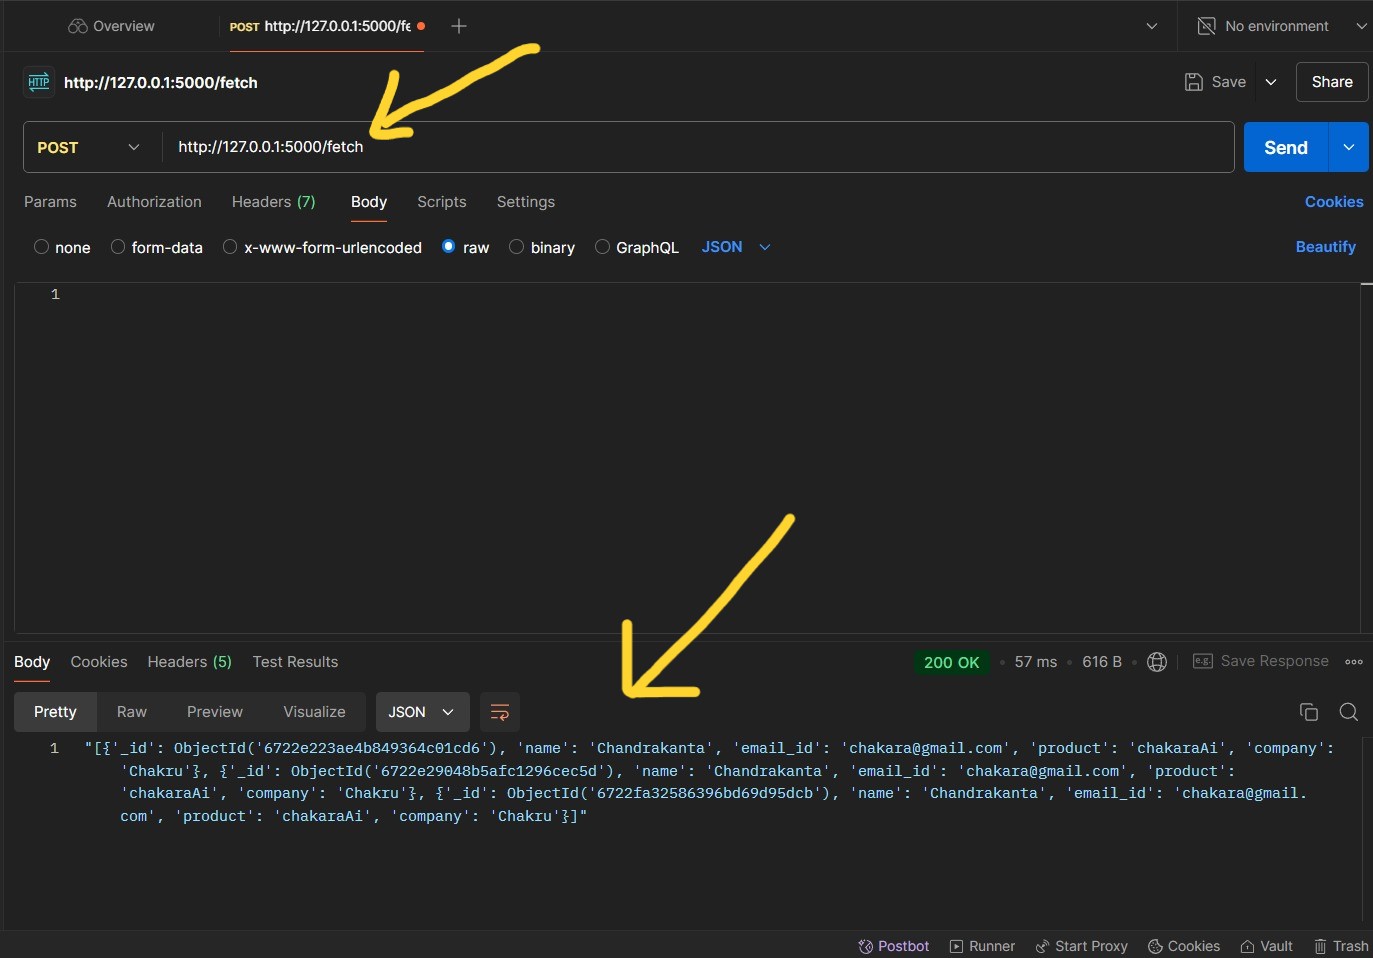 Overview
POST http://127.0.0.1:5000/fe
No environment
HTTP http://127.0.0.1:5000/fetch
Save
Share
POST http://127.0.0.1:5000/fetch
Send
Params Authorization Headers (7) Body Scripts Settings
Cookies
none form-data x-www-form-urlencoded raw binary GraphQL JSON
Beautify
1
Body Cookies Headers (5) Test Results
200 OK • 57 ms • 616 B • e.g. Save Response
Pretty Raw Preview Visualize JSON
1 "[{'_id': ObjectId('6722e223ae4b849364c01cd6'), 'name': 'Chandrakanta', 'email_id': 'chakara@gmail.com', 'product': 'chakaraAi', 'company':
'Chakru'}, {'_id': ObjectId('6722e29048b5afc1296cec5d'), 'name': 'Chandrakanta', 'email_id': 'chakara@gmail.com', 'product':
'chakaraAi', 'company': 'Chakru'}, {'_id': ObjectId('6722fa32586396bd69d95dcb'), 'name': 'Chandrakanta', 'email_id': 'chakara@gmail.
com', 'product': 'chakaraAi', 'company': 'Chakru'}]"
Postbot Runner Start Proxy Cookies Vault Trash